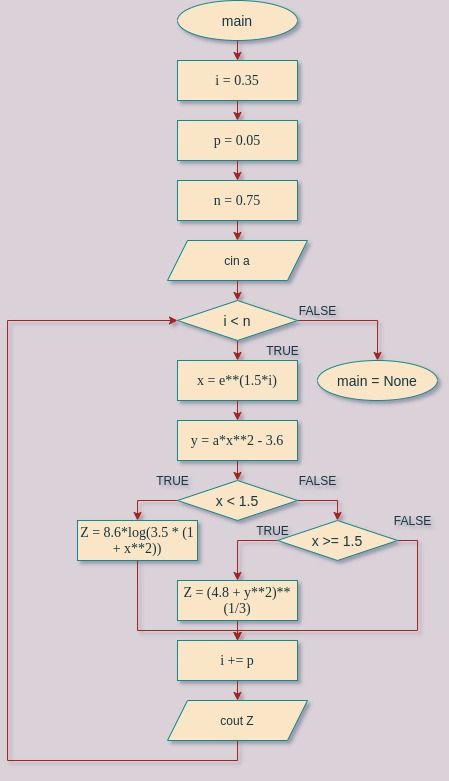 main
i = 0.35
p = 0.05
n = 0.75
cin a
i < n
FALSE
TRUE
x = e**(1.5*i)
main = None
y = a*x**2 - 3.6
TRUE
FALSE
x < 1.5
Z = 8.6*log(3.5 * (1
+ x**2))
TRUE
x >= 1.5
FALSE
Z = (4.8 + y**2)**
(1/3)
i += p
cout Z